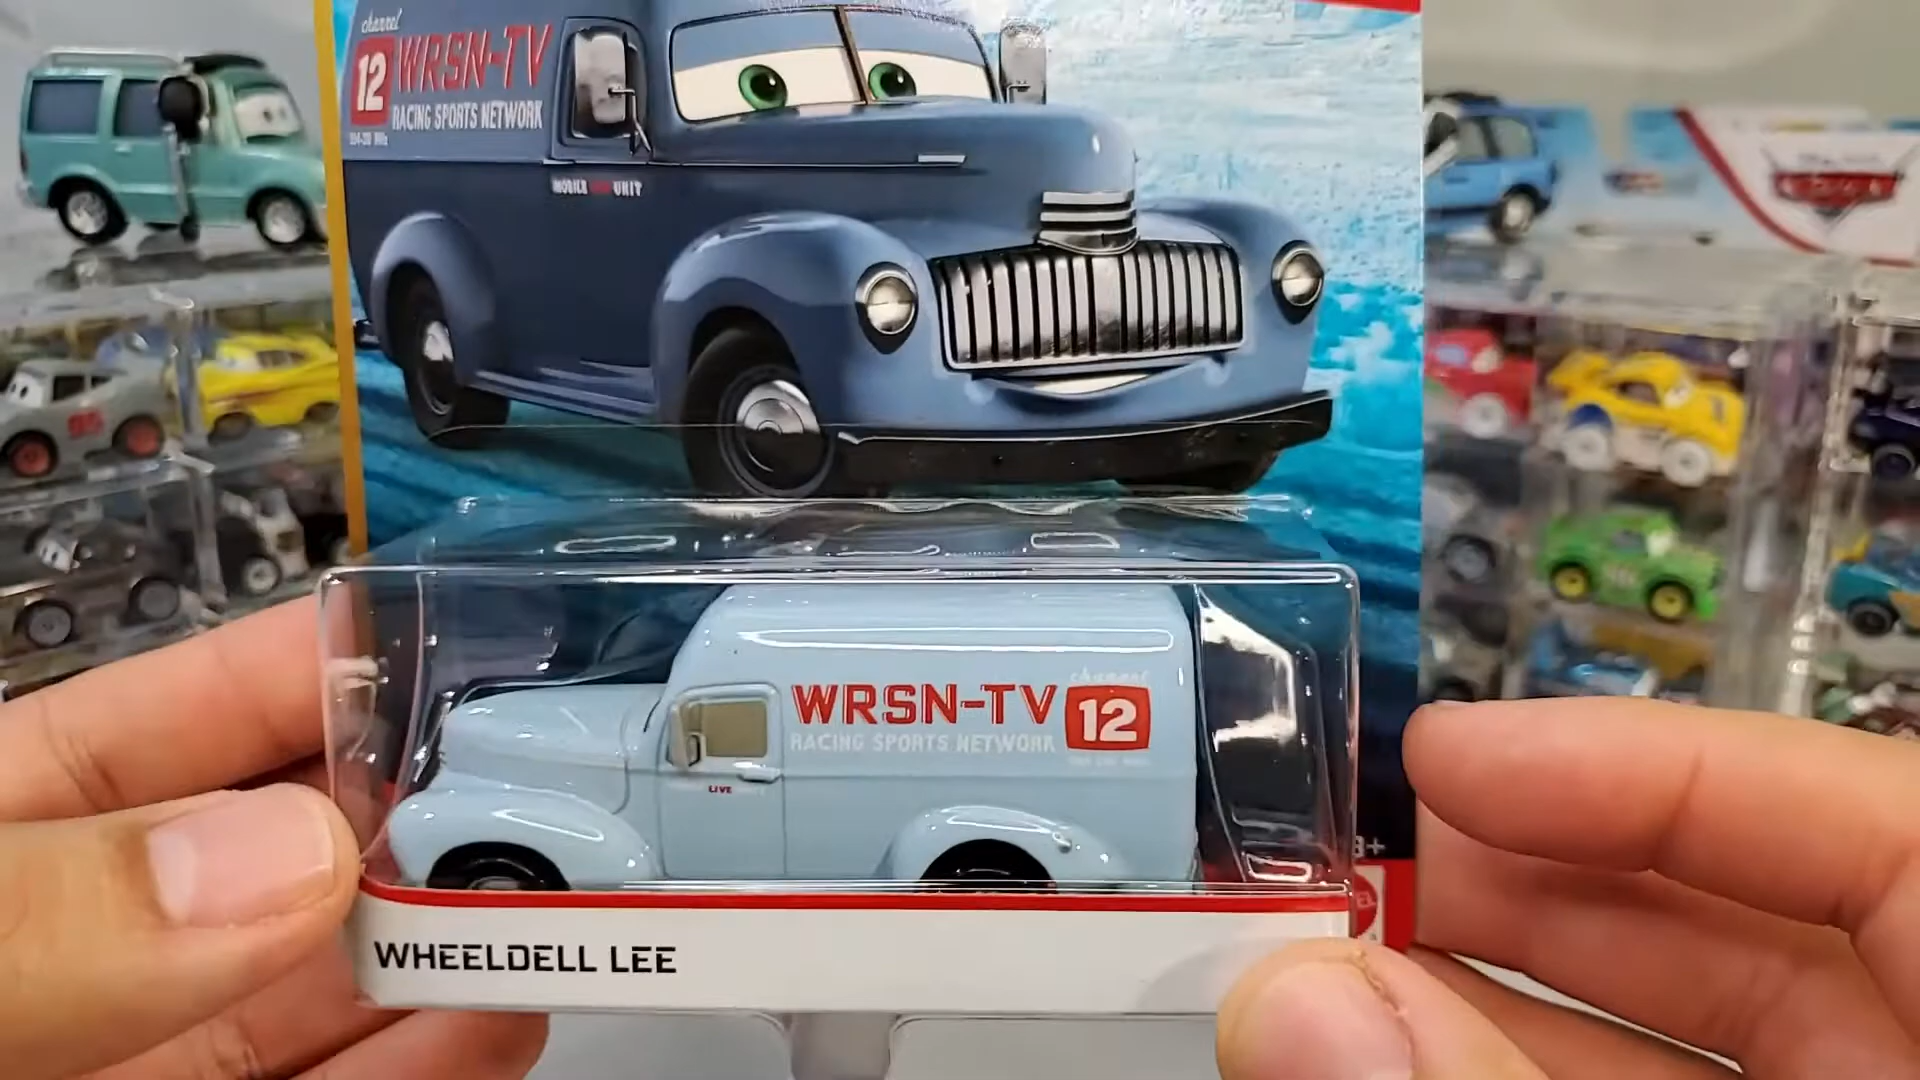 channel
12 WRSN-TV
RACING SPORTS NETWORK
MOBILE UNIT
channel
WRSN-TV 12
RACING SPORTS NETWORK
LIVE
95
3+
WHEELDELL LEE